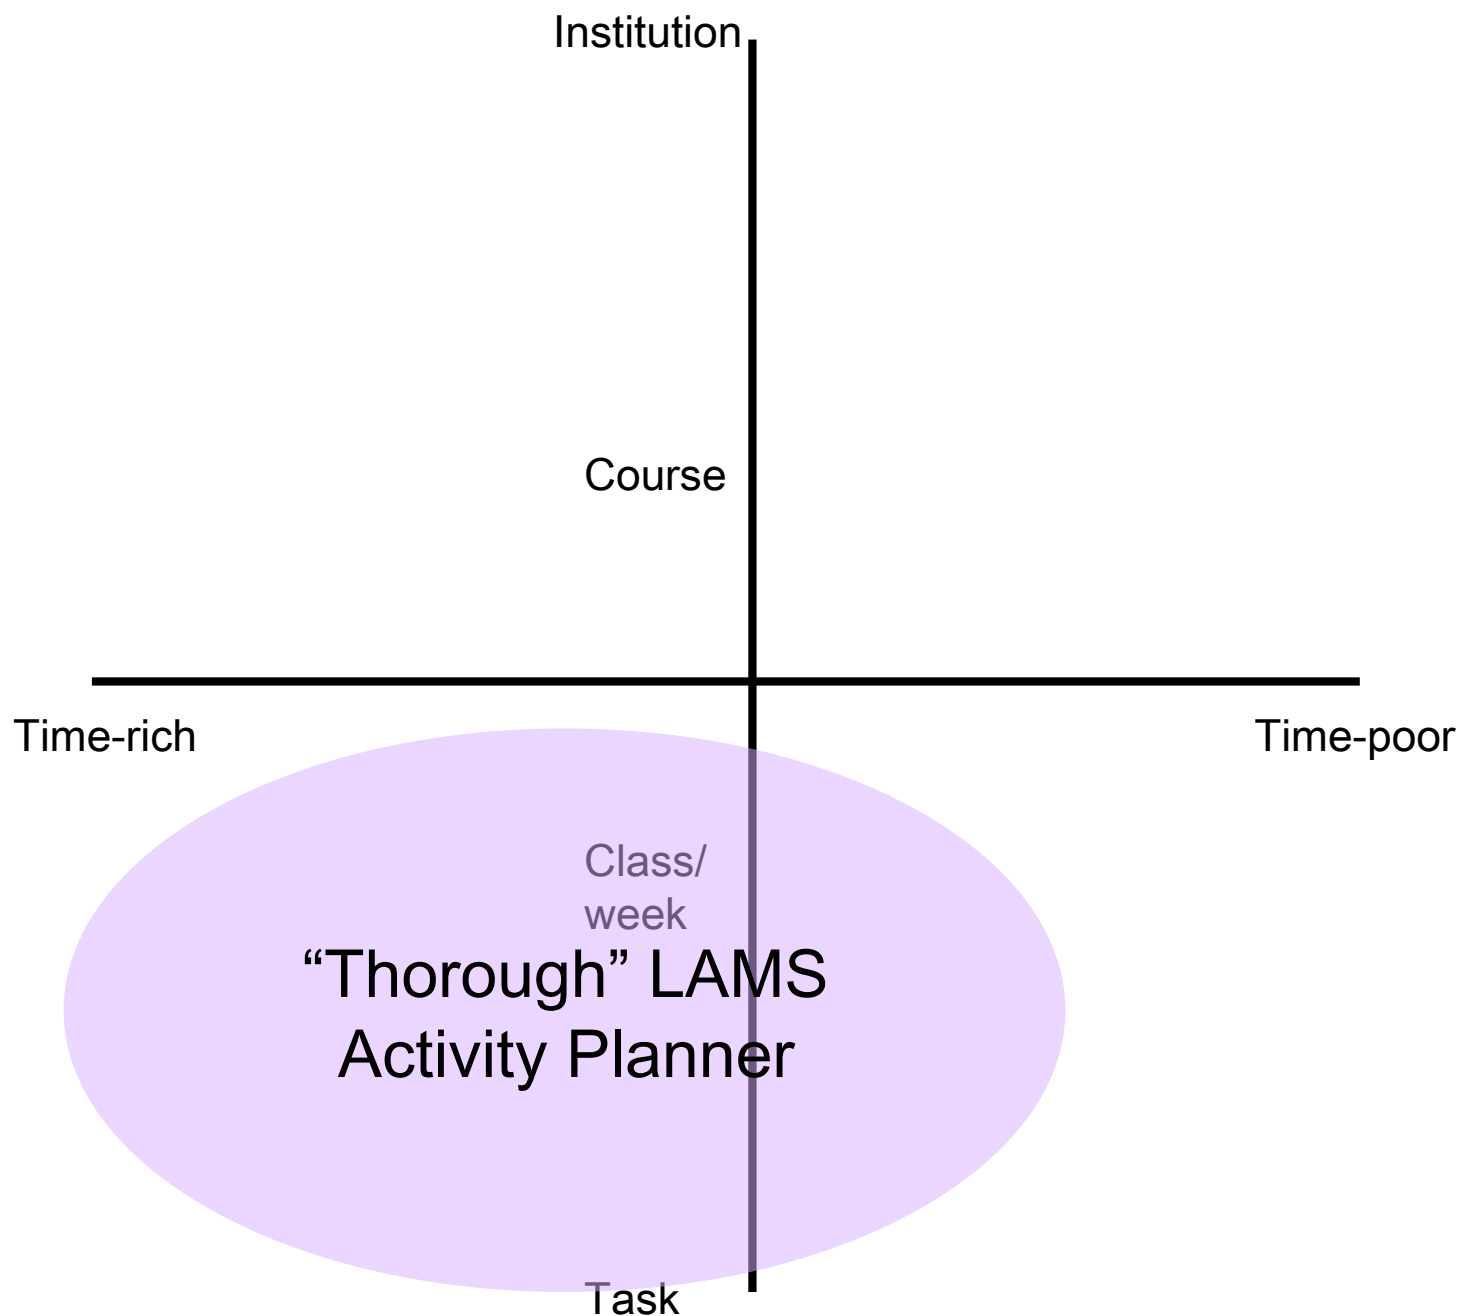 Institution
Course
Time-rich
Time-poor
Class/
week
“Thorough” LAMS
Activity Planner
Task